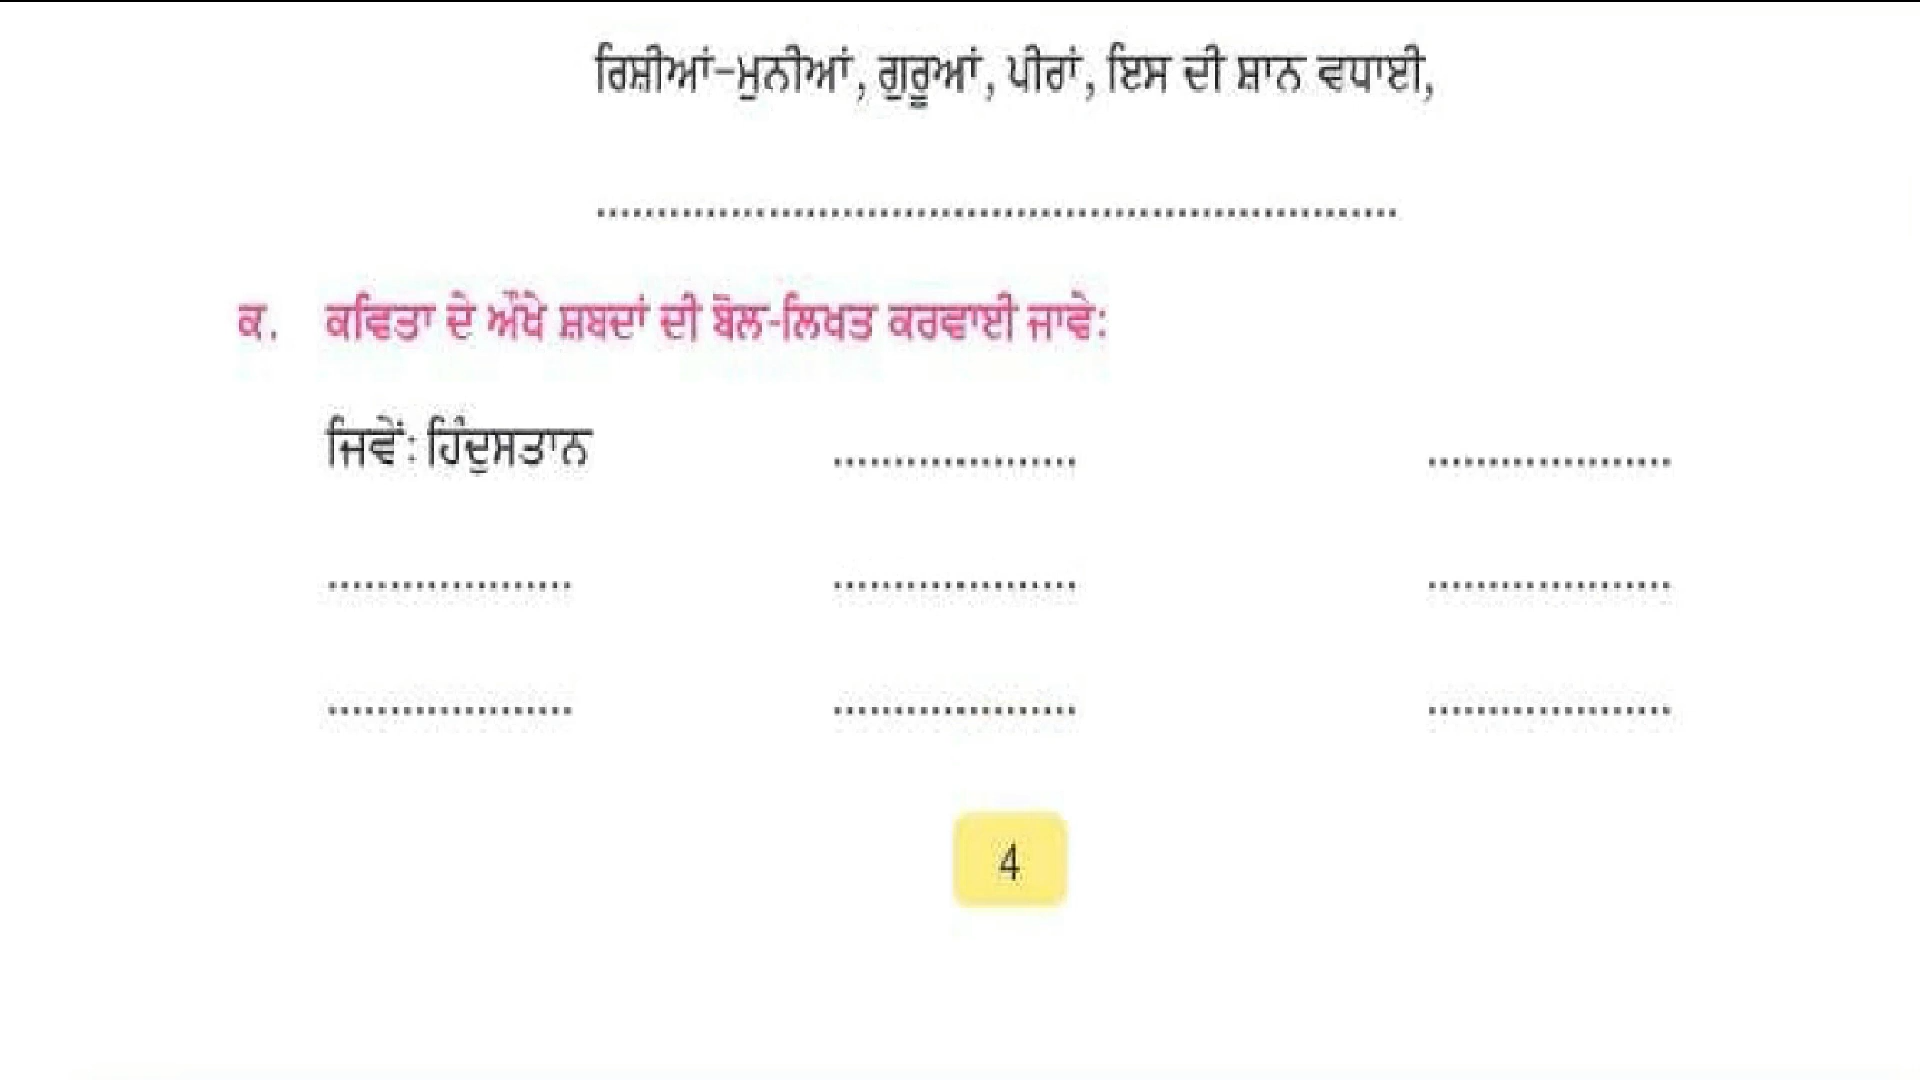 ਰਿਸ਼ੀਆਂ-ਮੁਨੀਆਂ, ਗੁਰੂਆਂ, ਪੀਰਾਂ, ਇਸ ਦੀ ਸ਼ਾਨ ਵਧਾਈ,
..................................................................
ਕ. ਕਵਿਤਾ ਦੇ ਔਖੇ ਸ਼ਬਦਾਂ ਦੀ ਬੋਲ-ਲਿਖਤ ਕਰਵਾਈ ਜਾਵੇ:
ਜਿਵੇਂ: ਹਿੰਦੁਸਤਾਨ .................... ....................
.................... .................... ....................
.................... .................... ....................
4